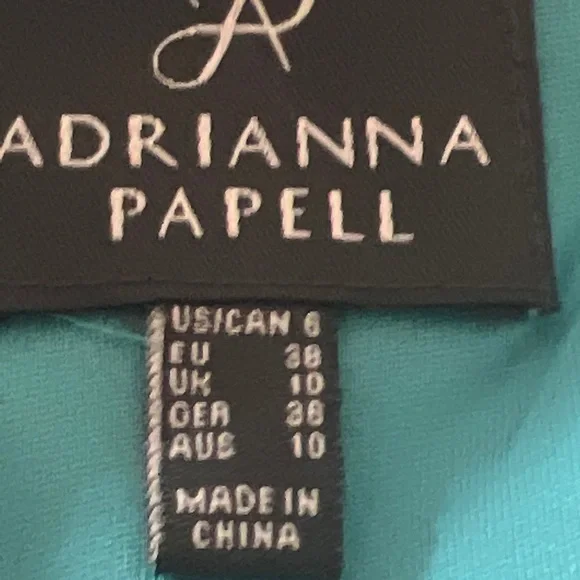 ADRIANNA
PAPELL
US/CAN 6
EU 38
UK 10
GER 38
AUS 10
MADE IN
CHINA